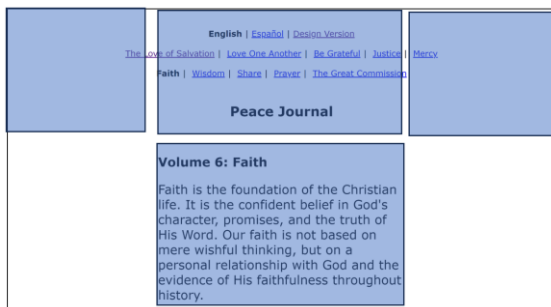 English | Español | Design Version
The Love of Salvation | Love One Another | Be Grateful | Justice | Mercy
Faith | Wisdom | Share | Prayer | The Great Commission
Peace Journal
Volume 6: Faith
Faith is the foundation of the Christian
life. It is the confident belief in God's
character, promises, and the truth of
His Word. Our faith is not based on
mere wishful thinking, but on a
personal relationship with God and the
evidence of His faithfulness throughout
history.